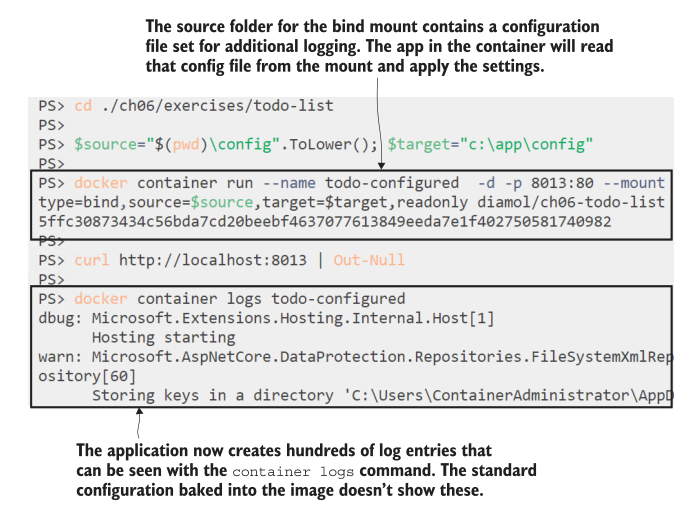 The source folder for the bind mount contains a configuration
file set for additional logging. The app in the container will read
that config file from the mount and apply the settings.
PS> cd ./ch06/exercises/todo-list
PS>
PS> $source="$(pwd)\config".ToLower(); $target="c:\app\config"
PS>
PS> docker container run --name todo-configured  -d -p 8013:80 --mount
type=bind,source=$source,target=$target,readonly diamol/ch06-todo-list
5ffc30873434c56bda7cd20beebf4637077613849eeda7e1f402750581740982
PS>
PS> curl http://localhost:8013 | Out-Null
PS>
PS> docker container logs todo-configured
dbug: Microsoft.Extensions.Hosting.Internal.Host[1]
      Hosting starting
warn: Microsoft.AspNetCore.DataProtection.Repositories.FileSystemXmlRep
ository[60]
      Storing keys in a directory 'C:\Users\ContainerAdministrator\AppD
The application now creates hundreds of log entries that
can be seen with the container logs command. The standard
configuration baked into the image doesn't show these.